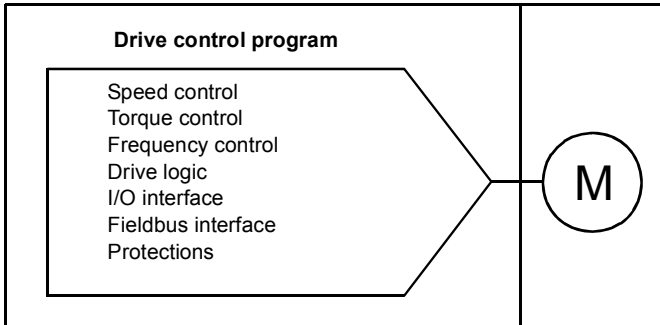 Drive control program
Speed control
Torque control
Frequency control
Drive logic
I/O interface
Fieldbus interface
Protections
M